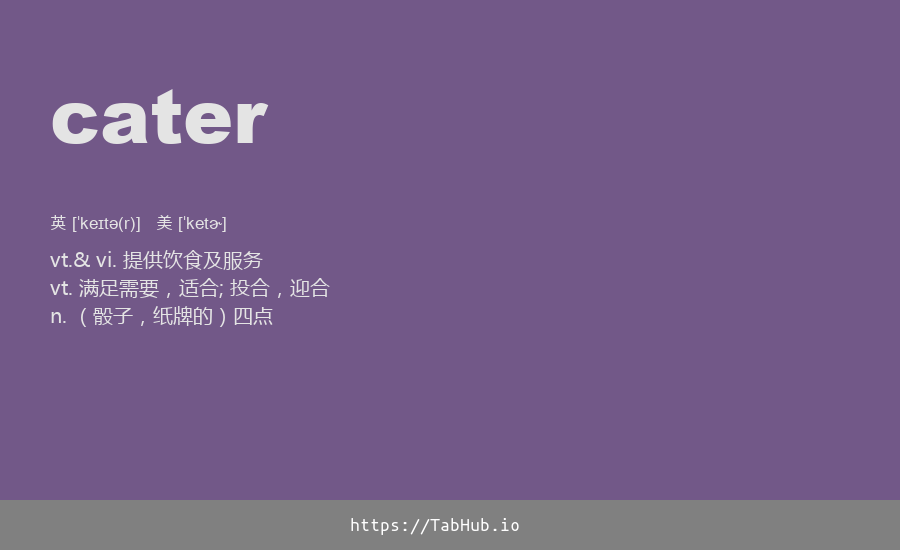 cater
英 [ˈkeɪtə(r)] 美 [ˈketɚ]
vt.& vi. 提供饮食及服务
vt. 满足需要，适合; 投合，迎合
n. （骰子，纸牌的）四点
https://TabHub.io